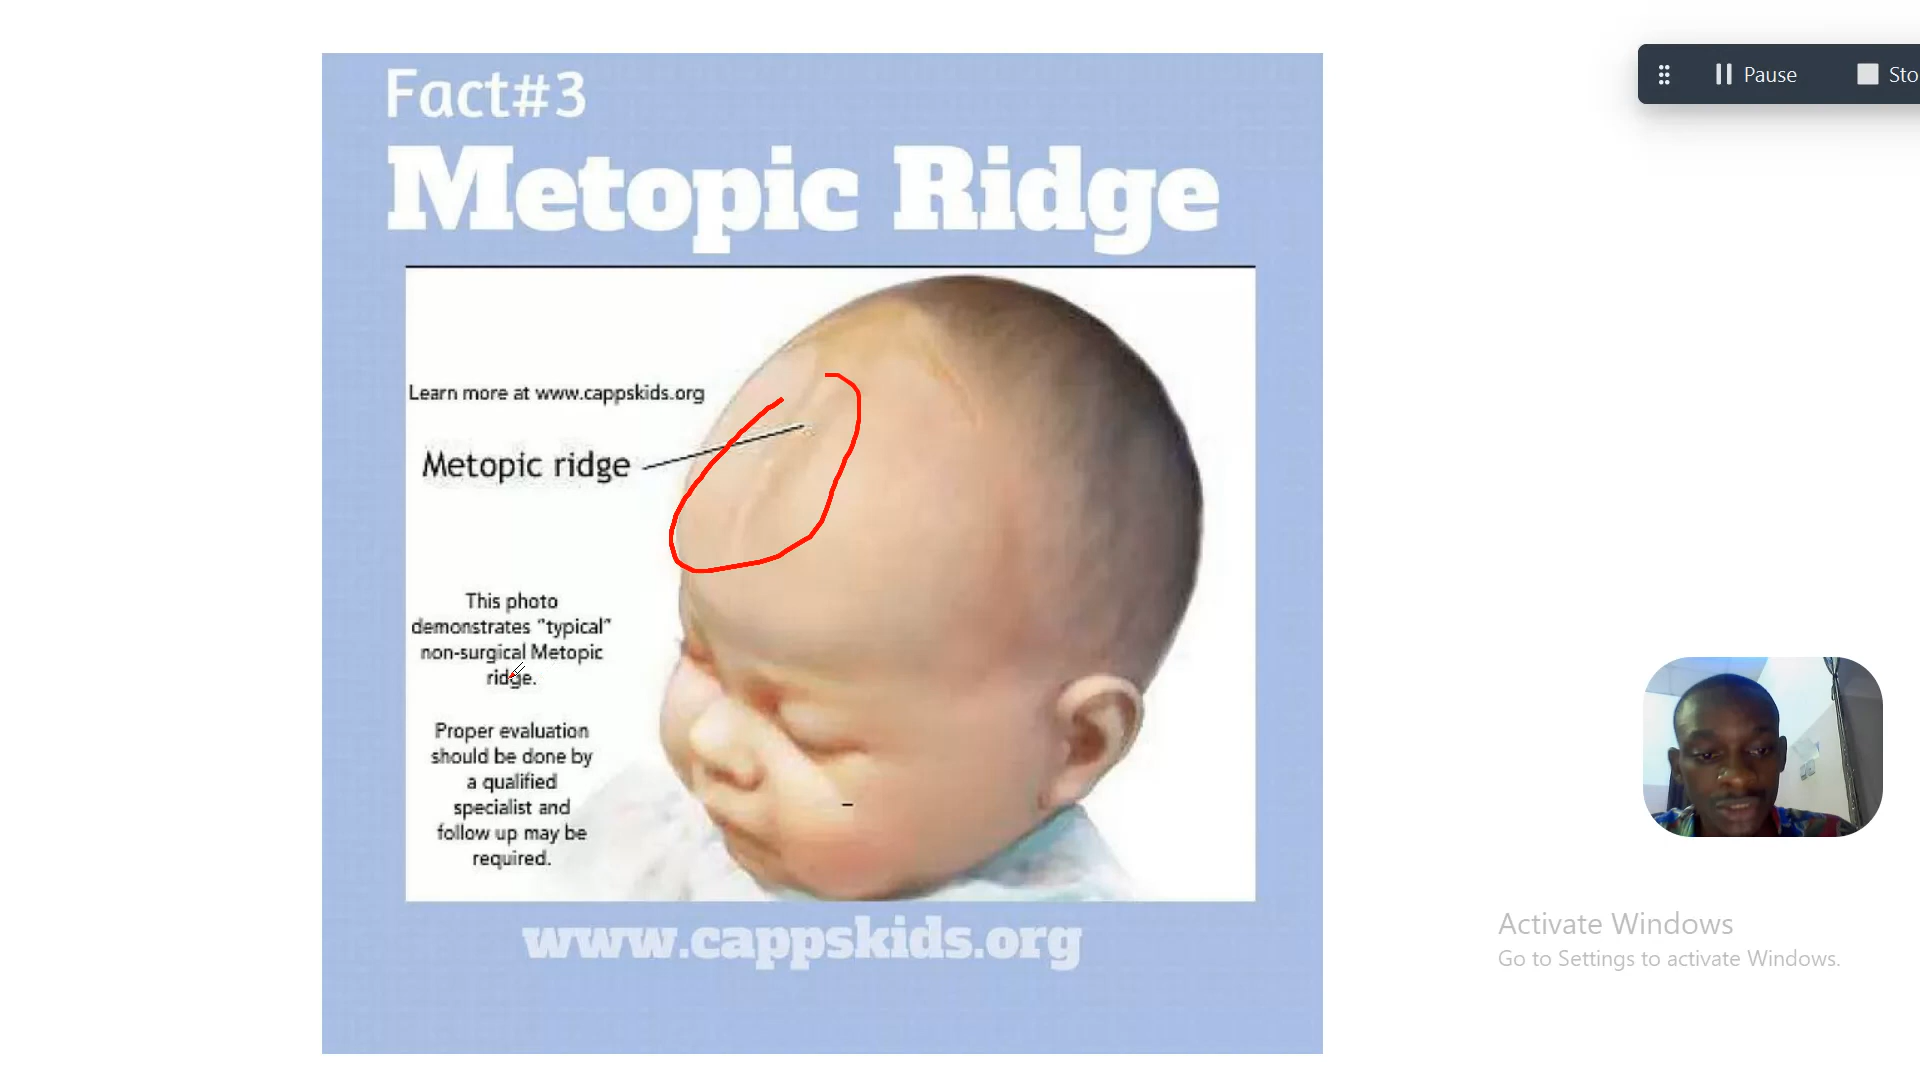 Fact#3
Metopic Ridge
Learn more at www.cappskids.org
Metopic ridge
This photo
demonstrates "typical"
non-surgical Metopic
ridge.
Proper evaluation
should be done by
a qualified
specialist and
follow up may be
required.
www.cappskids.org
Pause
Sto
Activate Windows
Go to Settings to activate Windows.